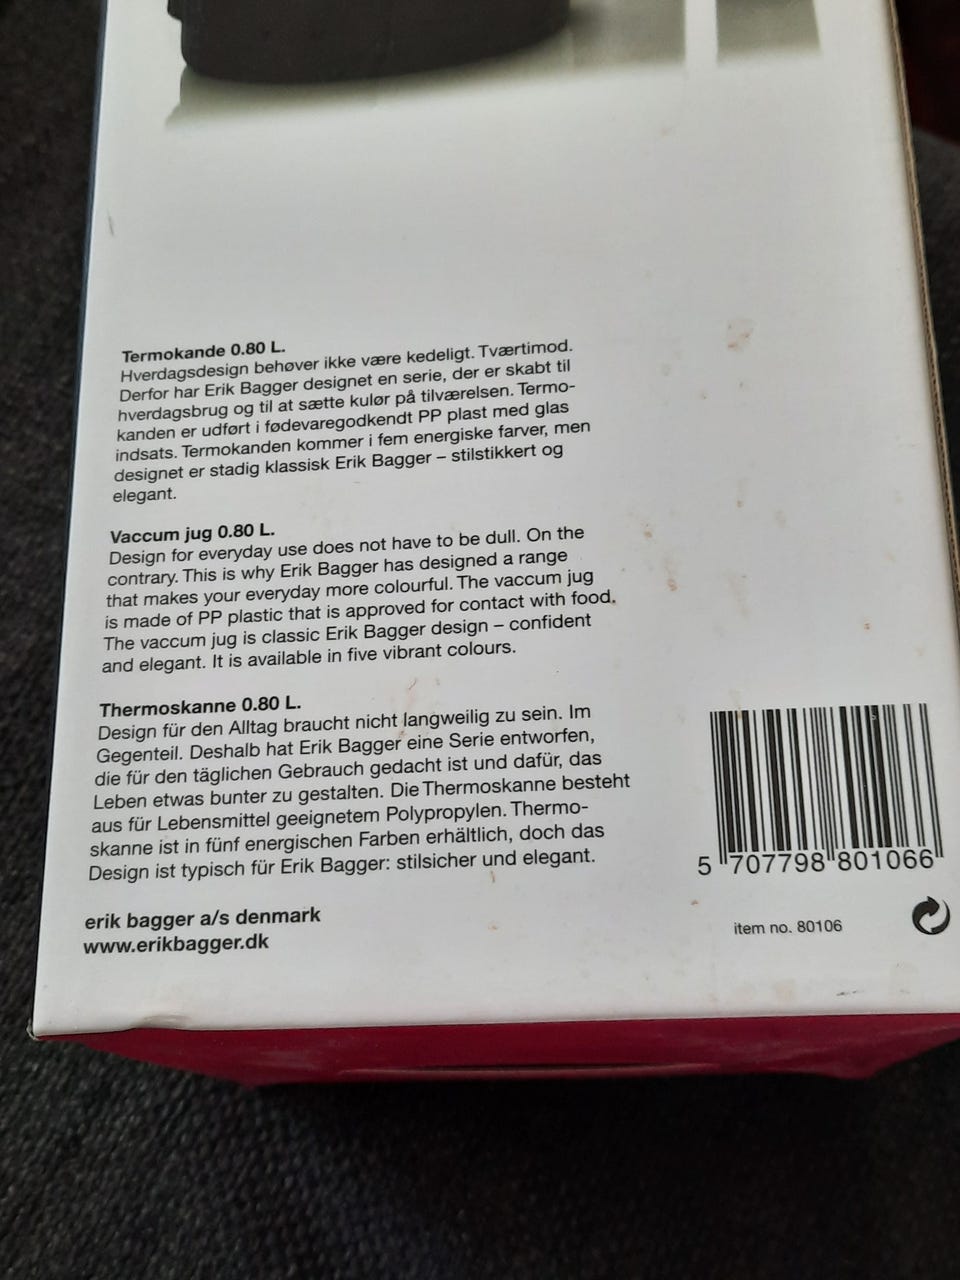 Termokande 0.80 L.
Hverdagsdesign behøver ikke være kedeligt. Tværtimod.
Derfor har Erik Bagger designet en serie, der er skabt til
hverdagsbrug og til at sætte kulør på tilværelsen. Termo-
kanden er udført i fødevaregodkendt PP plast med glas
indsats. Termokanden kommer i fem energiske farver, men
designet er stadig klassisk Erik Bagger – stilstikkert og
elegant.
Vaccum jug 0.80 L.
Design for everyday use does not have to be dull. On the
contrary. This is why Erik Bagger has designed a range
that makes your everyday more colourful. The vaccum jug
is made of PP plastic that is approved for contact with food.
The vaccum jug is classic Erik Bagger design – confident
and elegant. It is available in five vibrant colours.
Thermoskanne 0.80 L.
Design für den Alltag braucht nicht langweilig zu sein. Im
Gegenteil. Deshalb hat Erik Bagger eine Serie entworfen,
die für den täglichen Gebrauch gedacht ist und dafür, das
Leben etwas bunter zu gestalten. Die Thermoskanne besteht
aus für Lebensmittel geeignetem Polypropylen. Thermo-
skanne ist in fünf energischen Farben erhältlich, doch das
Design ist typisch für Erik Bagger: stilsicher und elegant.
erik bagger a/s denmark
www.erikbagger.dk
5 707798 801066
item no. 80106